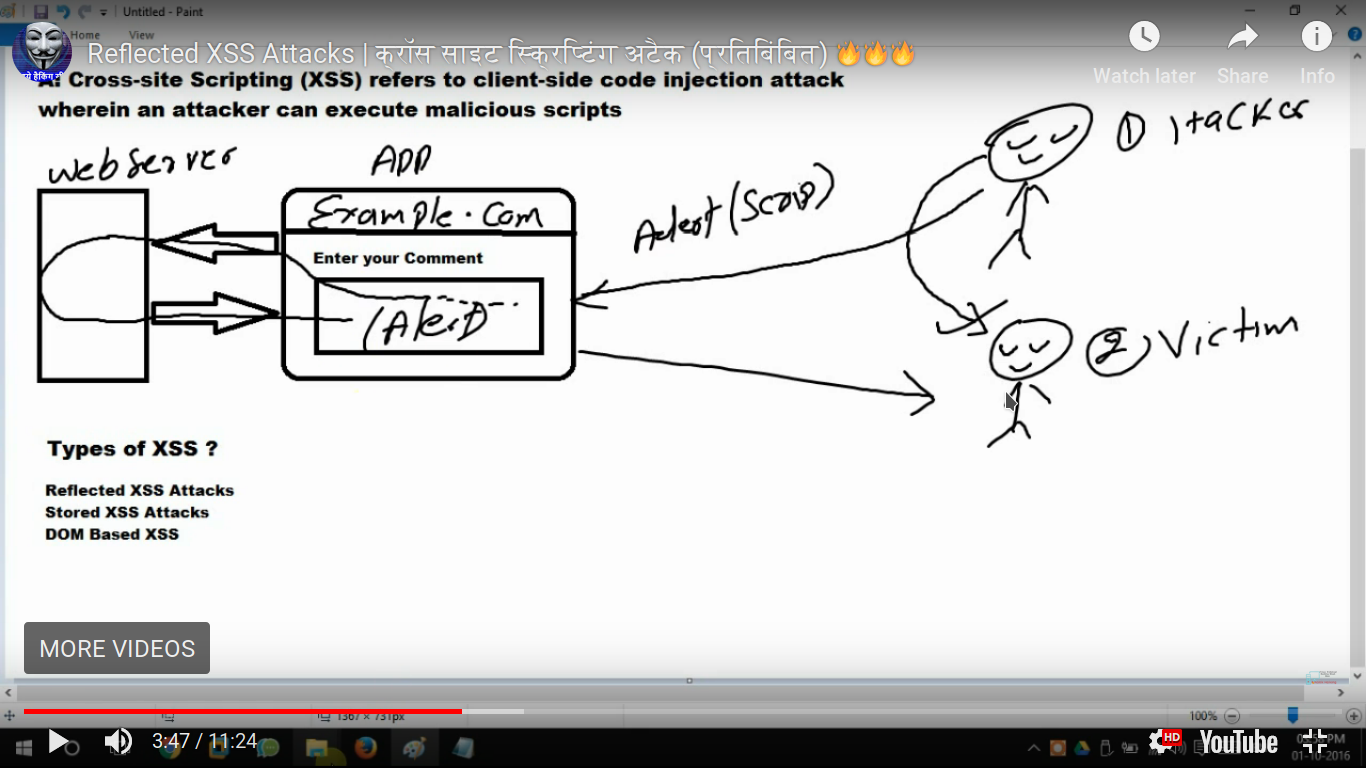 Untitled - Paint
Home View
Reflected XSS Attacks | क्रॉस साइट स्क्रिप्टिंग अटैक (प्रतिबिंबित) 🔥🔥🔥
Watch later Share Info
A. Cross-site Scripting (XSS) refers to client-side code injection attack
wherein an attacker can execute malicious scripts
Web Server
APP
Example.Com
Enter your Comment
(Alert)
① Attacker
② Victim
Types of XSS ?
Reflected XSS Attacks
Stored XSS Attacks
DOM Based XSS
MORE VIDEOS
1367 × 731px
100%
3:47 / 11:24
HD
YouTube
01-10-2016